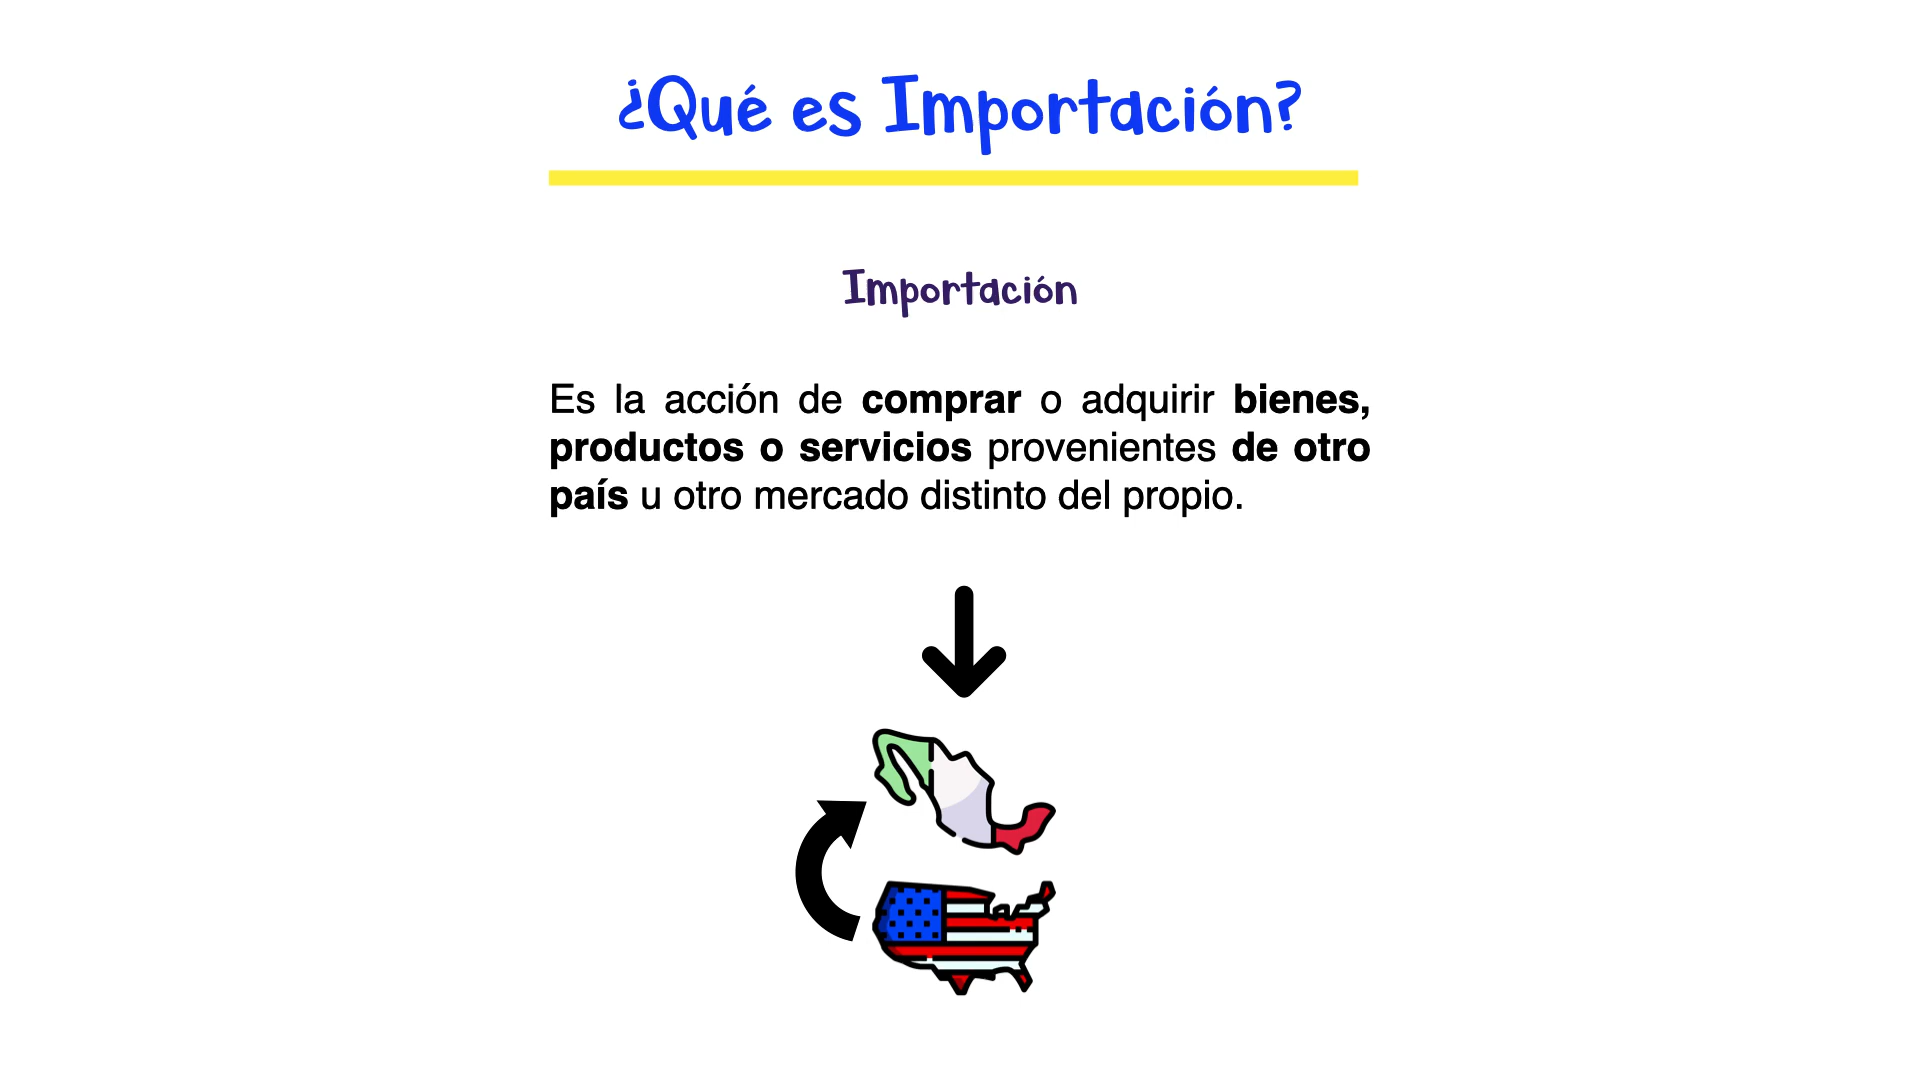 ¿Qué es Importación?
Importación
Es la acción de comprar o adquirir bienes,
productos o servicios provenientes de otro
país u otro mercado distinto del propio.